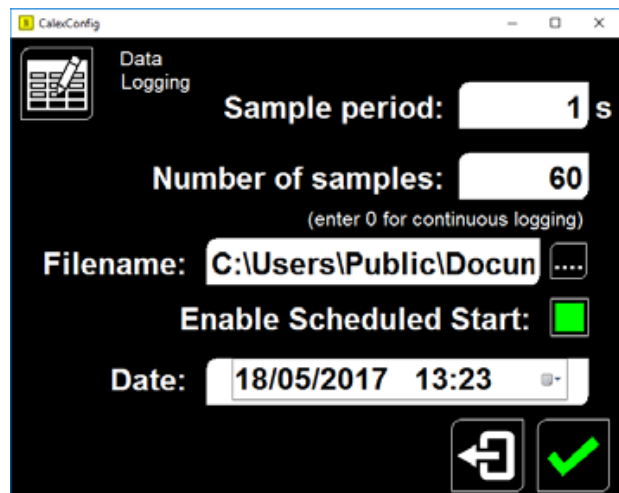 CalexConfig
Data
Logging
Sample period: 1 s
Number of samples: 60
(enter 0 for continuous logging)
Filename: C:\Users\Public\Docun ....
Enable Scheduled Start:
Date: 18/05/2017 13:23